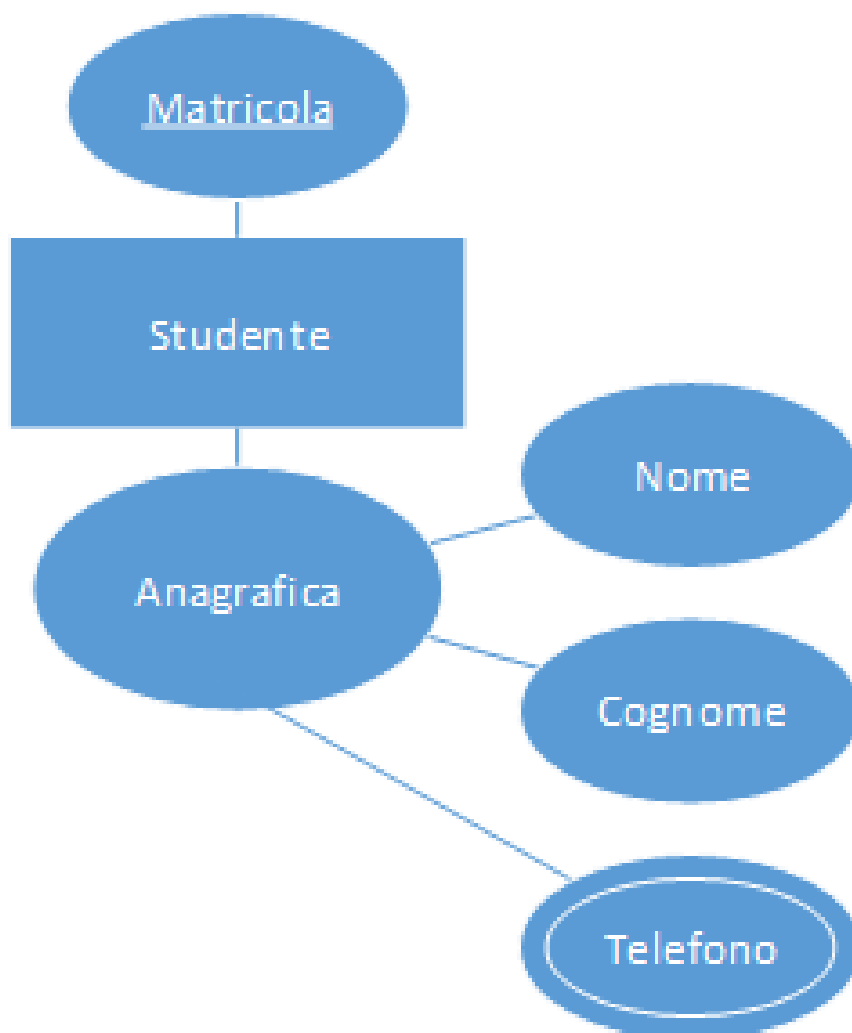 Matricola
Studente
Nome
Anagrafica
Cognome
Telefono